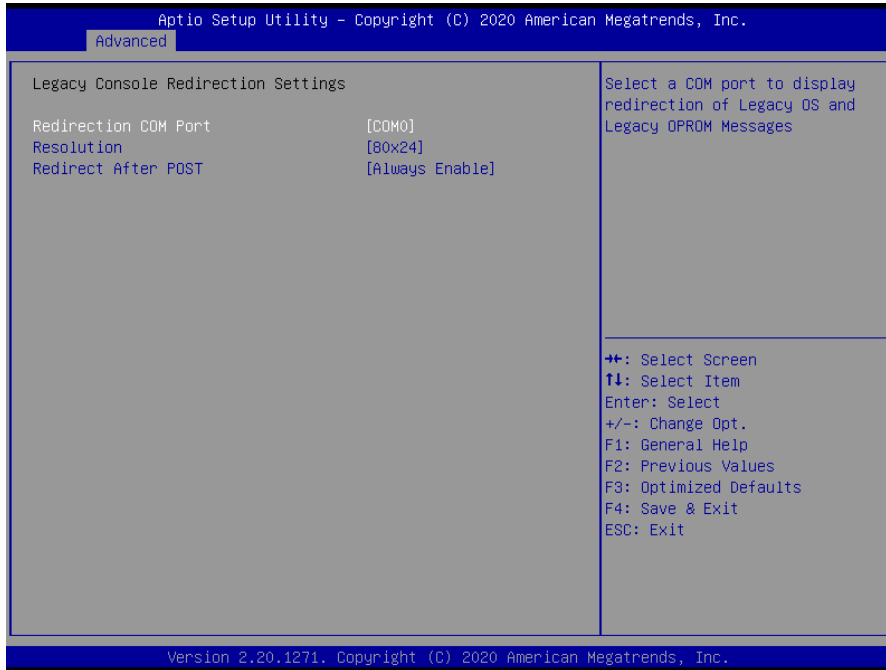 Aptio Setup Utility – Copyright (C) 2020 American Megatrends, Inc.
Advanced
Legacy Console Redirection Settings
Redirection COM Port [COM0]
Resolution [80x24]
Redirect After POST [Always Enable]
Select a COM port to display
redirection of Legacy OS and
Legacy OPROM Messages
→←: Select Screen
↑↓: Select Item
Enter: Select
+/-: Change Opt.
F1: General Help
F2: Previous Values
F3: Optimized Defaults
F4: Save & Exit
ESC: Exit
Version 2.20.1271. Copyright (C) 2020 American Megatrends, Inc.